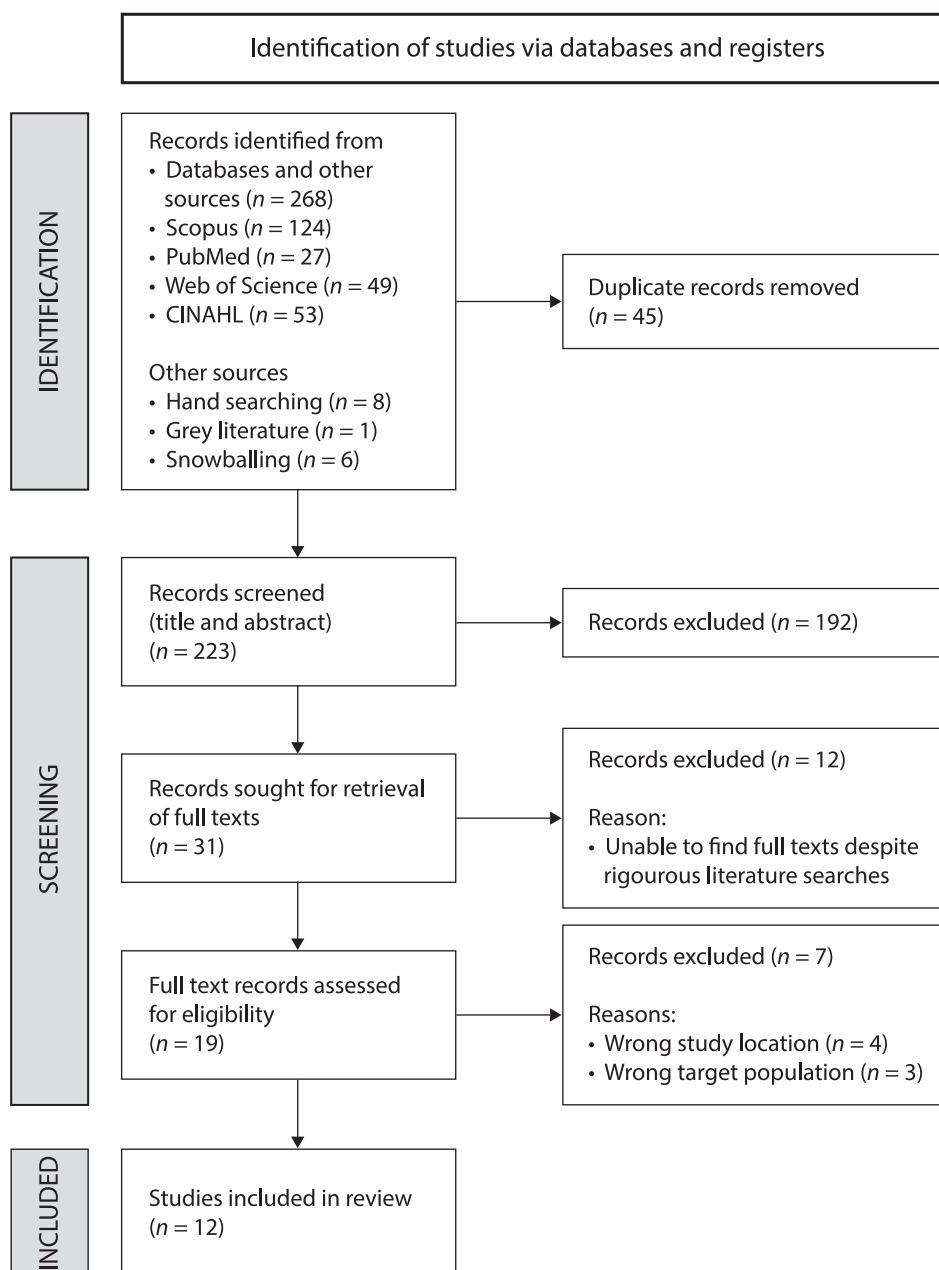 Identification of studies via databases and registers
IDENTIFICATION
Records identified from
• Databases and other
sources (n = 268)
• Scopus (n = 124)
• PubMed (n = 27)
• Web of Science (n = 49)
• CINAHL (n = 53)
Other sources
• Hand searching (n = 8)
• Grey literature (n = 1)
• Snowballing (n = 6)
Duplicate records removed
(n = 45)
SCREENING
Records screened
(title and abstract)
(n = 223)
Records excluded (n = 192)
Records sought for retrieval
of full texts
(n = 31)
Records excluded (n = 12)
Reason:
• Unable to find full texts despite
rigourous literature searches
Full text records assessed
for eligibility
(n = 19)
Records excluded (n = 7)
Reasons:
• Wrong study location (n = 4)
• Wrong target population (n = 3)
INCLUDED
Studies included in review
(n = 12)